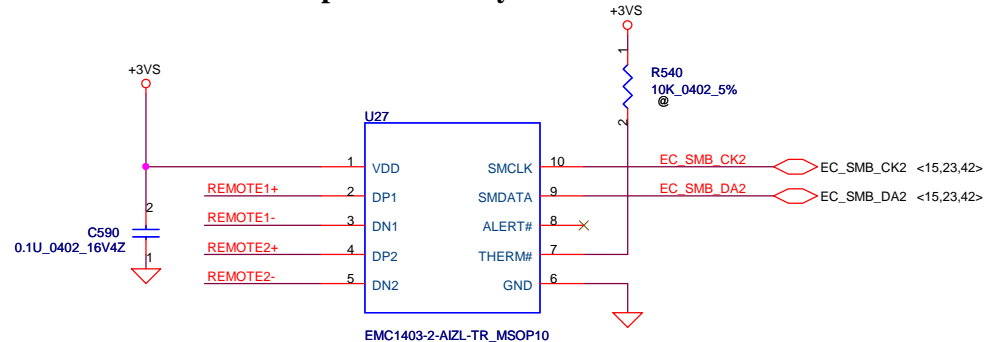 +3VS
+3VS
1
R540
10K_0402_5%
@
2
U27
1 VDD SMCLK 10 EC_SMB_CK2 EC_SMB_CK2 <15,23,42>
REMOTE1+ 2 DP1 SMDATA 9 EC_SMB_DA2 EC_SMB_DA2 <15,23,42>
REMOTE1- 3 DN1 ALERT# 8
REMOTE2+ 4 DP2 THERM# 7
REMOTE2- 5 DN2 GND 6
2
C590
0.1U_0402_16V4Z
1
EMC1403-2-AIZL-TR_MSOP10